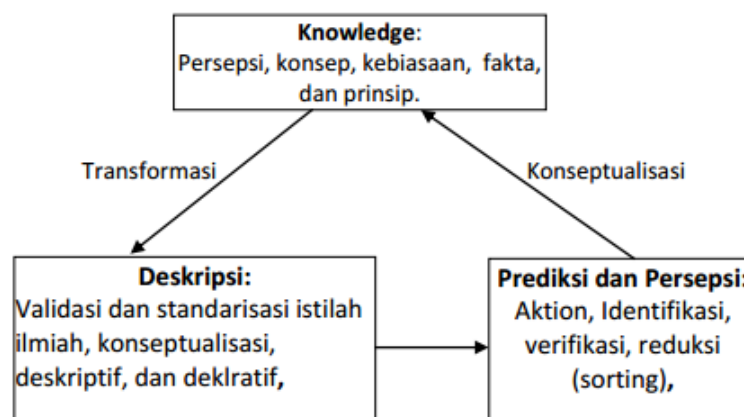 Knowledge:
Persepsi, konsep, kebiasaan, fakta,
dan prinsip.
Transformasi
Konseptualisasi
Deskripsi:
Validasi dan standarisasi istilah
ilmiah, konseptualisasi,
deskriptif, dan deklratif,
Prediksi dan Persepsi:
Aktion, Identifikasi,
verifikasi, reduksi
(sorting),